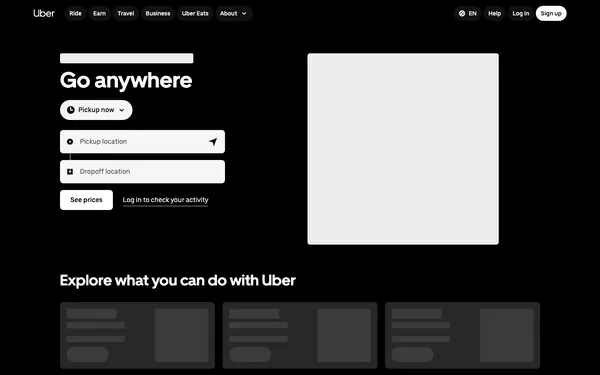 Uber Ride Earn Travel Business Uber Eats About EN Help Log in Sign up
Go anywhere
Pickup now
Pickup location
Dropoff location
See prices Log in to check your activity
Explore what you can do with Uber